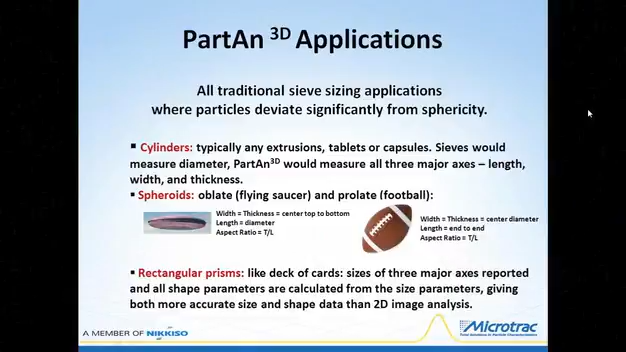 PartAn 3D Applications
All traditional sieve sizing applications
where particles deviate significantly from sphericity.
▪ Cylinders: typically any extrusions, tablets or capsules. Sieves would
measure diameter, PartAn3D would measure all three major axes – length,
width, and thickness.
▪ Spheroids: oblate (flying saucer) and prolate (football):
Width = Thickness = center top to bottom
Length = diameter
Aspect Ratio = T/L
Width = Thickness = center diameter
Length = end to end
Aspect Ratio = T/L
▪ Rectangular prisms: like deck of cards: sizes of three major axes reported
and all shape parameters are calculated from the size parameters, giving
both more accurate size and shape data than 2D image analysis.
A MEMBER OF NIKKISO
Microtrac
Total Solutions in Particle Characterization